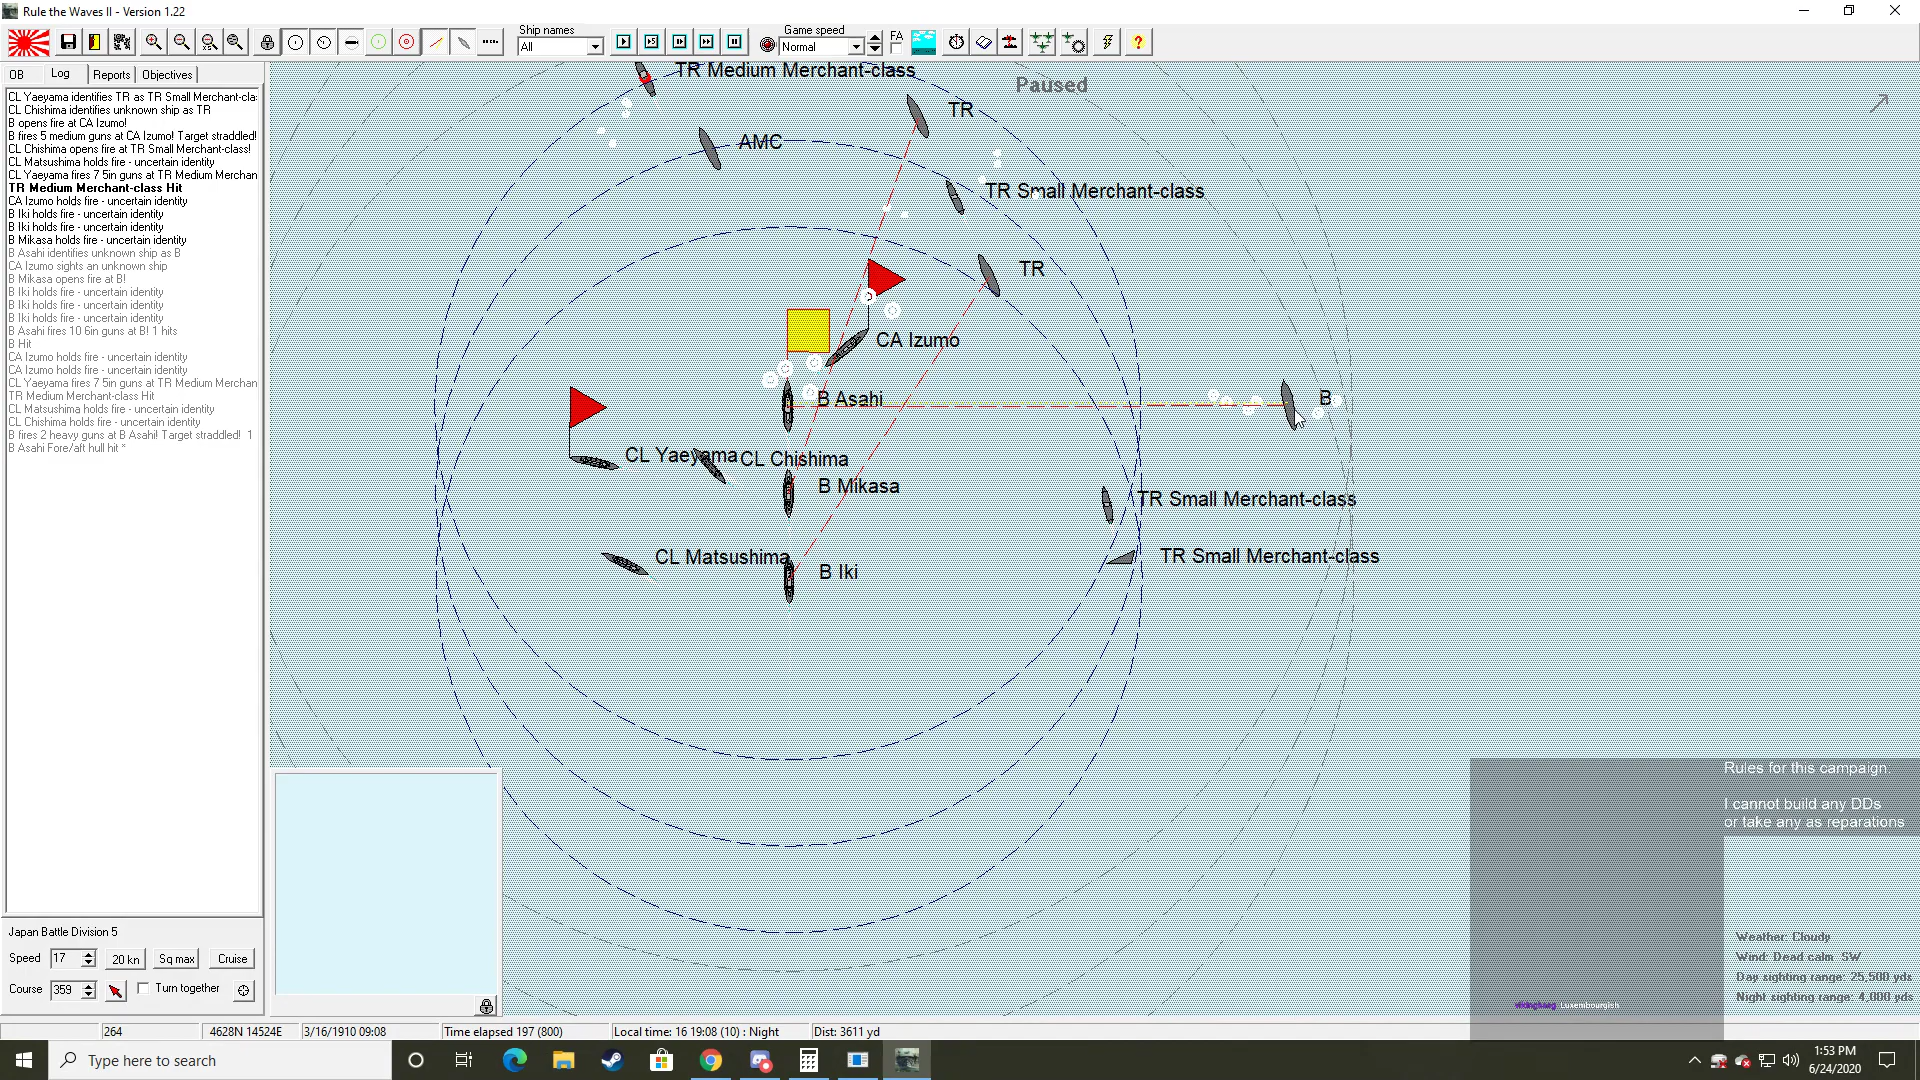 Rule the Waves II - Version 1.22
Ship names
All
Game speed
Normal
FA
OB
Log
Reports
Objectives
CL Yaeyama identifies TR as TR Small Merchant-cla
CL Chishima identifies unknown ship as TR
B opens fire at CA Izumo!
B fires 5 medium guns at CA Izumo! Target straddled!
CL Chishima opens fire at TR Small Merchant-class!
CL Matsushima holds fire - uncertain identity
CL Yaeyama fires 7 5in guns at TR Medium Merchan
TR Medium Merchant-class Hit
CA Izumo holds fire - uncertain identity
B Iki holds fire - uncertain identity
B Iki holds fire - uncertain identity
B Mikasa holds fire - uncertain identity
B Asahi identifies unknown ship as B
CA Izumo sights an unknown ship
B Mikasa opens fire at B!
B Iki holds fire - uncertain identity
B Iki holds fire - uncertain identity
B Iki holds fire - uncertain identity
B Asahi fires 10 6in guns at B! 1 hits
B Hit
CA Izumo holds fire - uncertain identity
CA Izumo holds fire - uncertain identity
CL Yaeyama fires 7 5in guns at TR Medium Merchan
TR Medium Merchant-class Hit
CL Matsushima holds fire - uncertain identity
CL Chishima holds fire - uncertain identity
B fires 2 heavy guns at B Asahi! Target straddled! 1
B Asahi Fore/aft hull hit *
TR Medium Merchant-class
Paused
TR
AMC
TR Small Merchant-class
TR
CA Izumo
B Asahi
B
CL Yaeyama
CL Chishima
B Mikasa
TR Small Merchant-class
CL Matsushima
TR Small Merchant-class
B Iki
Rules for this campaign:
I cannot build any DDs
or take any as reparations
Weather: Cloudy
Wind: Dead calm SW
Day sighting range: 25,500 yds
Night sighting range: 4,000 yds
Luxembourgish
Japan Battle Division 5
Speed
17
20 kn
Sq max
Cruise
Course
359
Turn together
264
4628N 14524E
3/16/1910 09:08
Time elapsed 197 (800)
Local time: 16 19:08 (10) : Night
Dist: 3611 yd
Type here to search
1:53 PM
6/24/2020